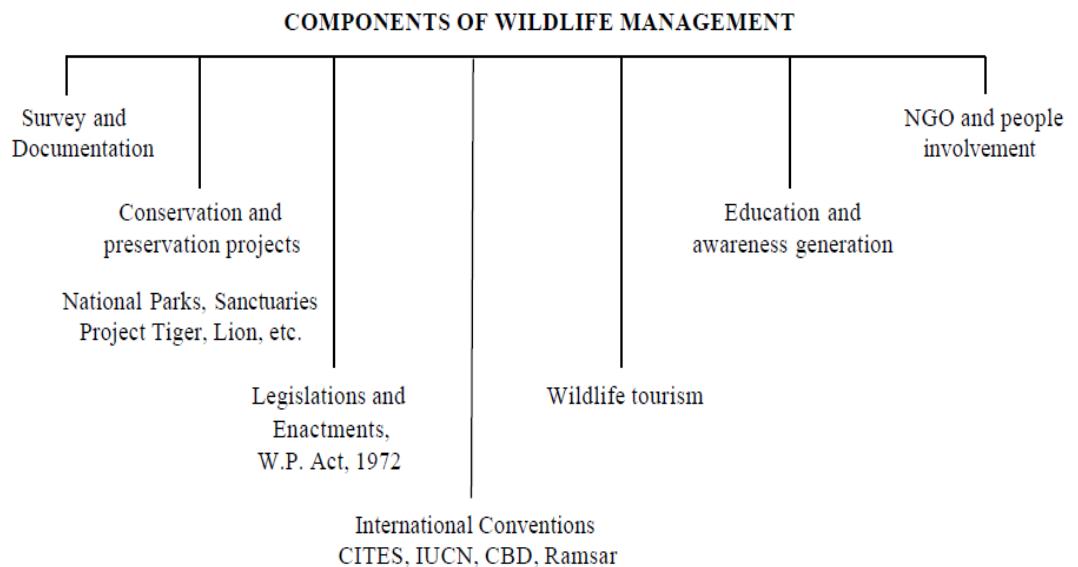 COMPONENTS OF WILDLIFE MANAGEMENT
Survey and
Documentation
Conservation and
preservation projects
National Parks, Sanctuaries
Project Tiger, Lion, etc.
Legislations and
Enactments,
W.P. Act, 1972
International Conventions
CITES, IUCN, CBD, Ramsar
Wildlife tourism
Education and
awareness generation
NGO and people
involvement